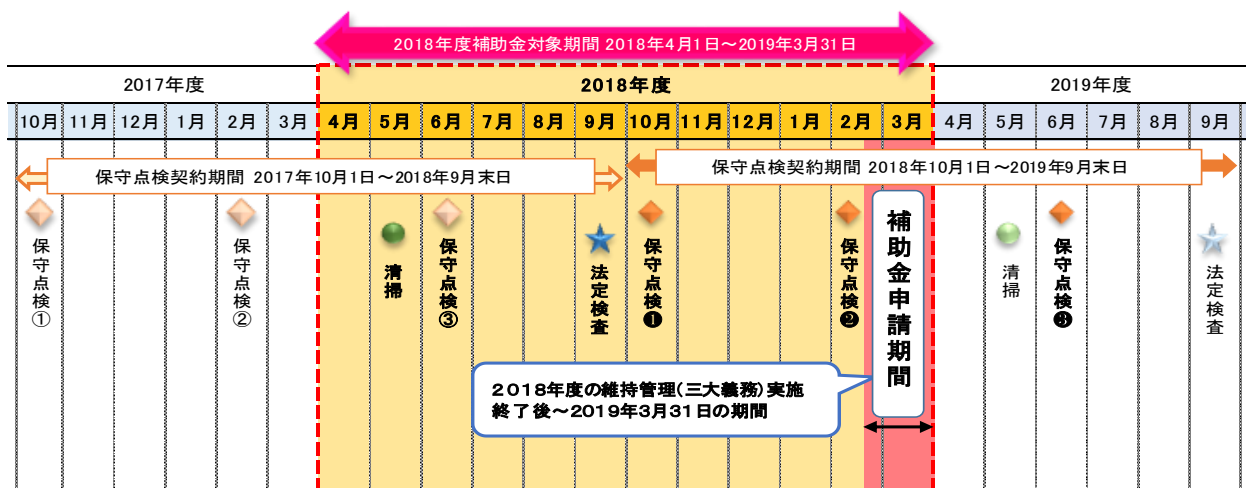 2018年度補助金対象期間 2018年4月1日～2019年3月31日
2017年度
2018年度
2019年度
10月 11月 12月 1月 2月 3月 4月 5月 6月 7月 8月 9月 10月 11月 12月 1月 2月 3月 4月 5月 6月 7月 8月 9月
保守点検契約期間 2017年10月1日～2018年9月末日
保守点検契約期間 2018年10月1日～2019年9月末日
保守点検①
保守点検②
清掃
保守点検③
法定検査
保守点検❶
保守点検❷
補助金申請期間
清掃
保守点検❸
法定検査
2018年度の維持管理(三大義務)実施
終了後～2019年3月31日の期間